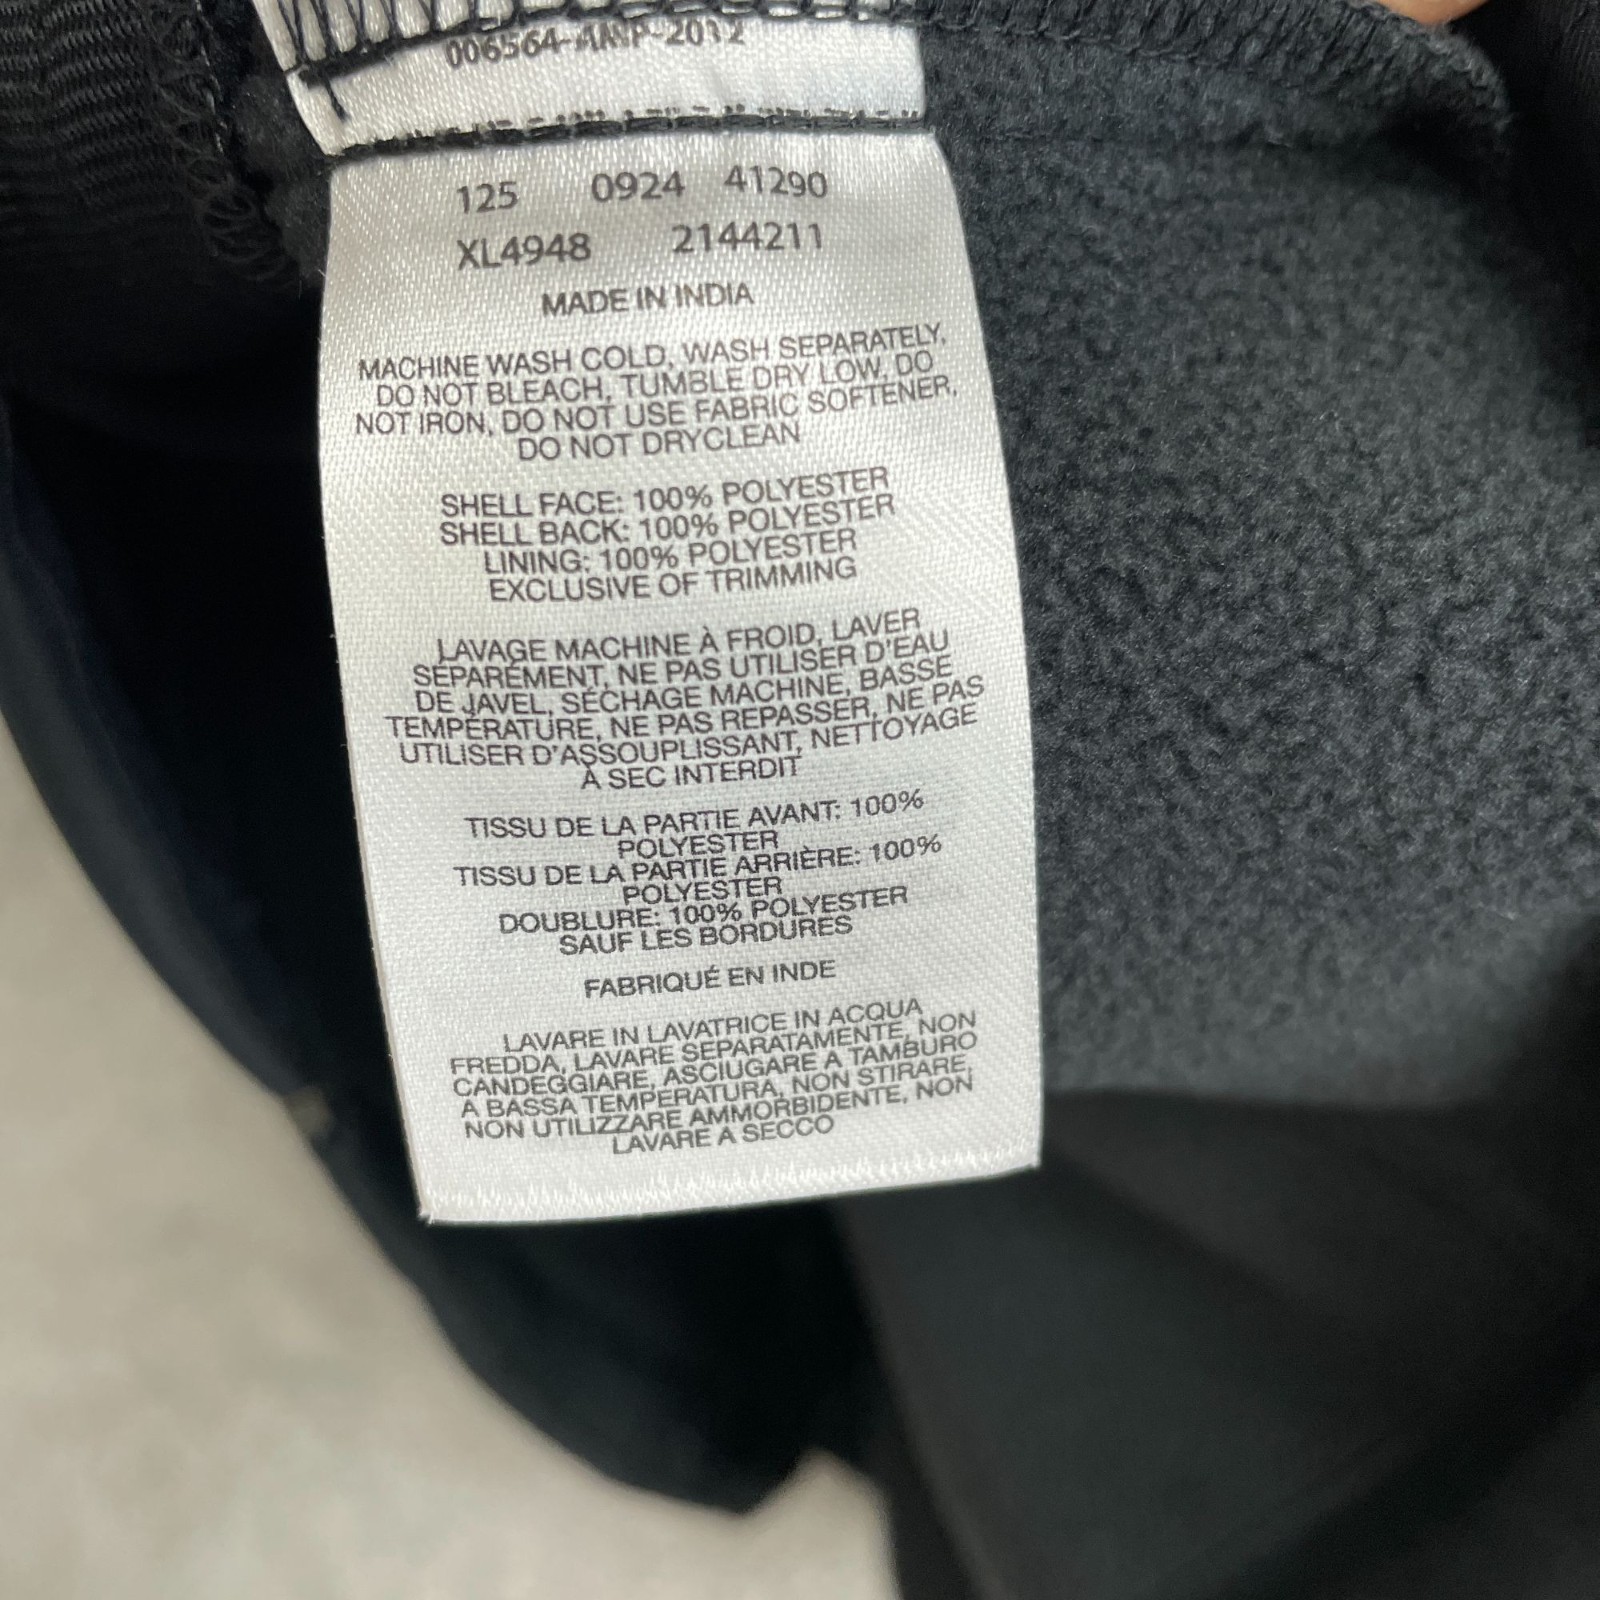 006564-AMP-2012
125 0924 41290
XL4948 2144211
MADE IN INDIA
MACHINE WASH COLD, WASH SEPARATELY,
DO NOT BLEACH, TUMBLE DRY LOW, DO
NOT IRON, DO NOT USE FABRIC SOFTENER,
DO NOT DRYCLEAN
SHELL FACE: 100% POLYESTER
SHELL BACK: 100% POLYESTER
LINING: 100% POLYESTER
EXCLUSIVE OF TRIMMING
LAVAGE MACHINE À FROID, LAVER
SÉPARÉMENT, NE PAS UTILISER D'EAU
DE JAVEL, SÉCHAGE MACHINE, BASSE
TEMPÉRATURE, NE PAS REPASSER, NE PAS
UTILISER D'ASSOUPLISSANT, NETTOYAGE
À SEC INTERDIT
TISSU DE LA PARTIE AVANT: 100%
POLYESTER
TISSU DE LA PARTIE ARRIÈRE: 100%
POLYESTER
DOUBLURE: 100% POLYESTER
SAUF LES BORDURES
FABRIQUÉ EN INDE
LAVARE IN LAVATRICE IN ACQUA
FREDDA, LAVARE SEPARATAMENTE, NON
CANDEGGIARE, ASCIUGARE A TAMBURO
A BASSA TEMPERATURA, NON STIRARE,
NON UTILIZZARE AMMORBIDENTE, NON
LAVARE A SECCO